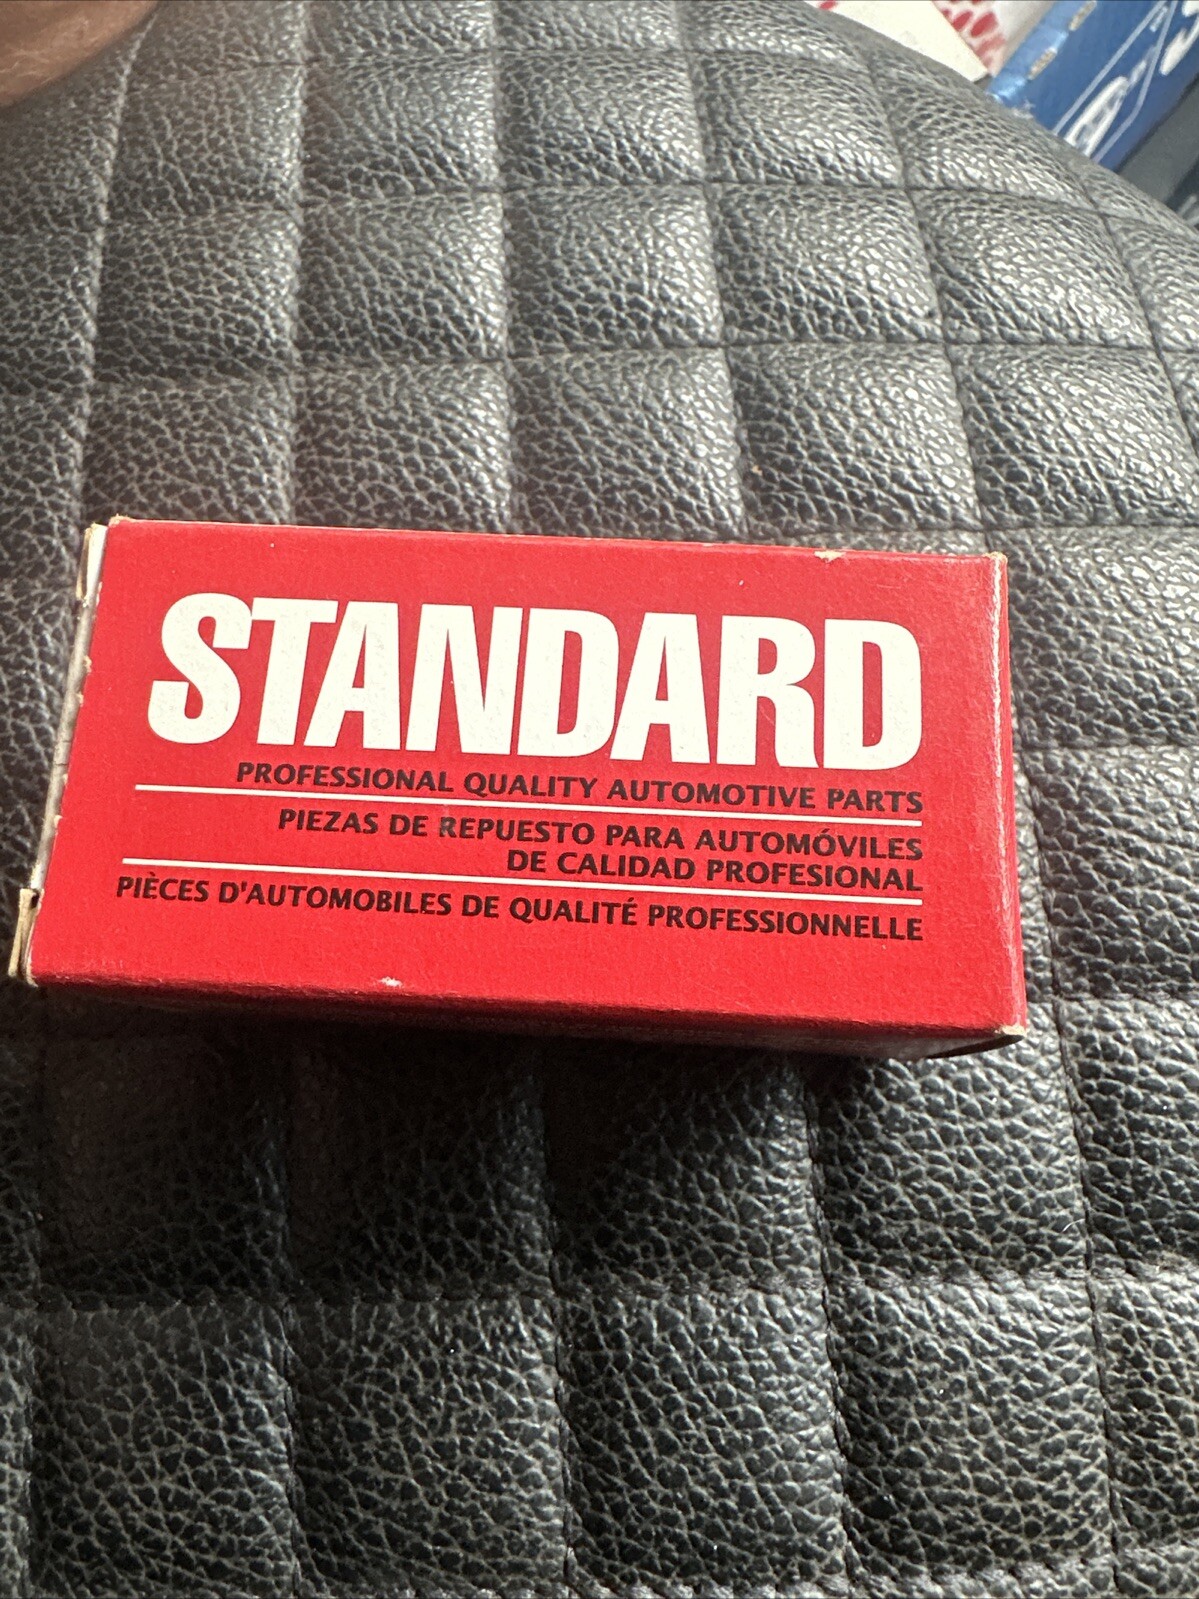 STANDARD
PROFESSIONAL QUALITY AUTOMOTIVE PARTS
PIEZAS DE REPUESTO PARA AUTOMÓVILES
DE CALIDAD PROFESIONAL
PIÈCES D'AUTOMOBILES DE QUALITÉ PROFESSIONNELLE